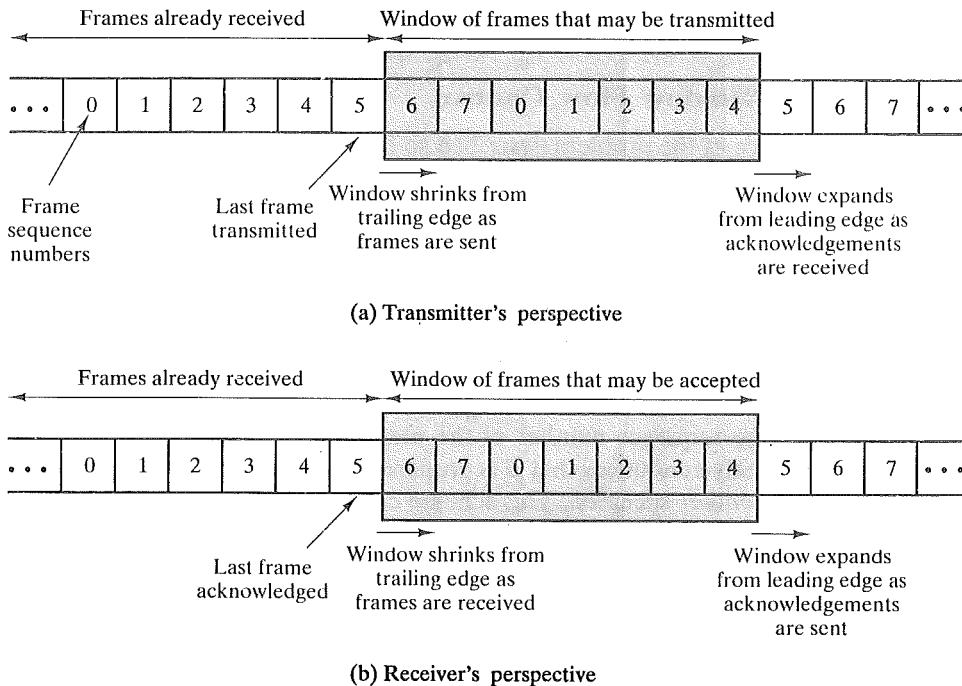 Frames already received
Window of frames that may be transmitted
• • • 0 1 2 3 4 5 6 7 0 1 2 3 4 5 6 7 • • •
Frame
sequence
numbers
Last frame
transmitted
Window shrinks from
trailing edge as
frames are sent
Window expands
from leading edge as
acknowledgements
are received
(a) Transmitter's perspective
Frames already received
Window of frames that may be accepted
• • • 0 1 2 3 4 5 6 7 0 1 2 3 4 5 6 7 • • •
Last frame
acknowledged
Window shrinks from
trailing edge as
frames are received
Window expands
from leading edge as
acknowledgements
are sent
(b) Receiver's perspective